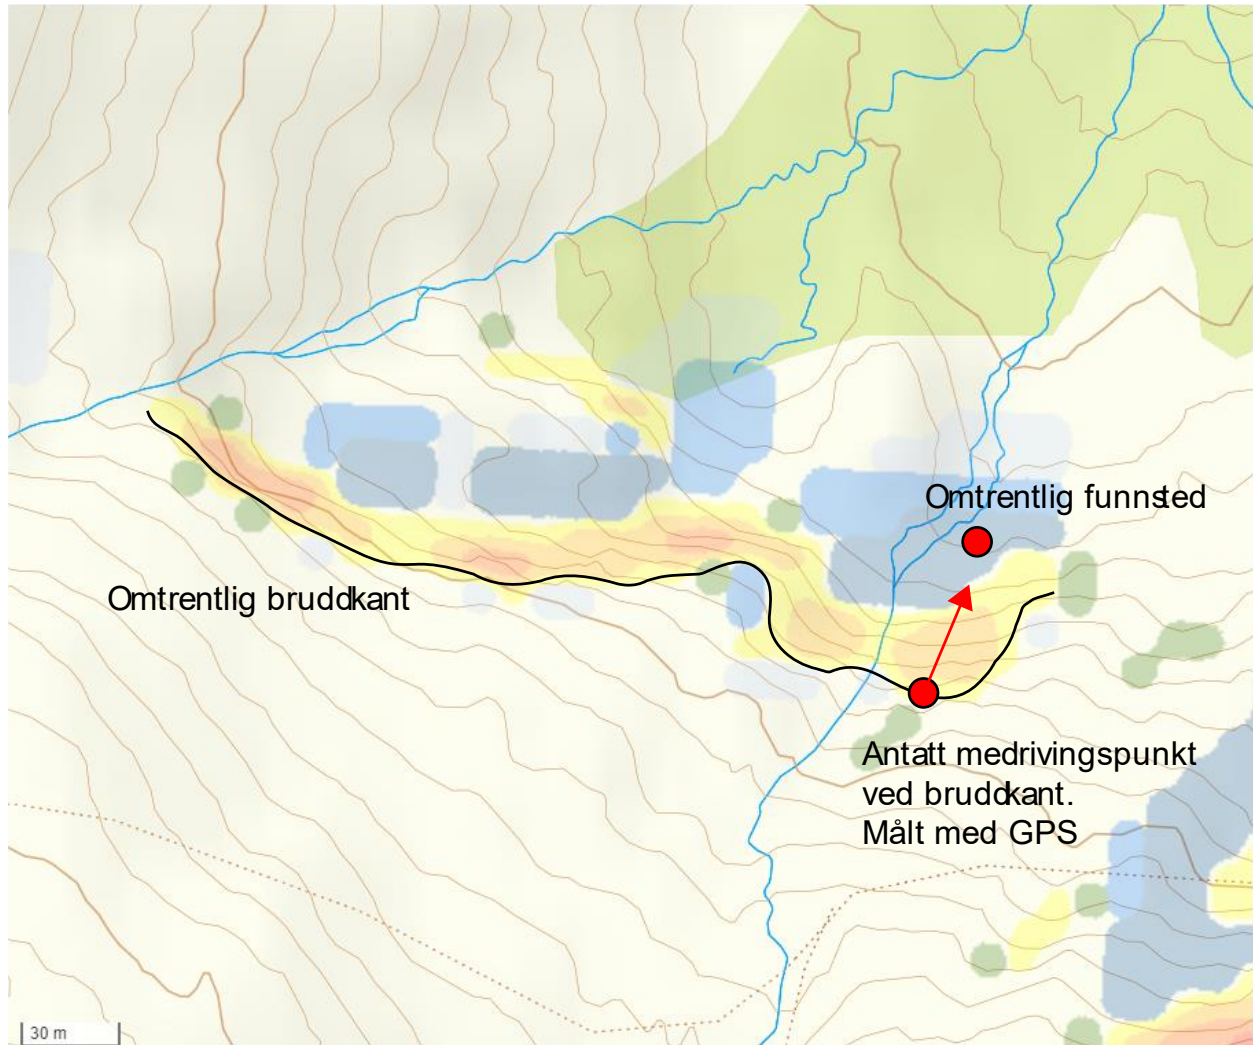 Omtrentlig funnsted
Omtrentlig bruddkant
Antatt medrivingspunkt
ved bruddkant.
Målt med GPS
30 m